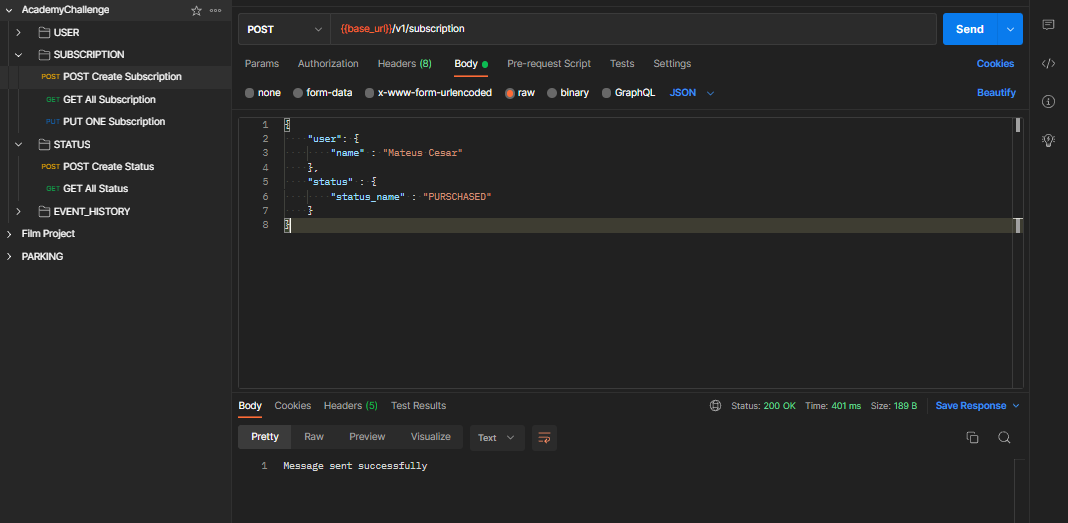 AcademyChallenge
USER
SUBSCRIPTION
POST POST Create Subscription
GET GET All Subscription
PUT PUT ONE Subscription
STATUS
POST POST Create Status
GET GET All Status
EVENT_HISTORY
Film Project
PARKING
POST {{base_url}}/v1/subscription Send
Params Authorization Headers (8) Body Pre-request Script Tests Settings Cookies
none form-data x-www-form-urlencoded raw binary GraphQL JSON Beautify
1 {
2 "user": {
3 "name" : "Mateus Cesar"
4 },
5 "status" : {
6 "status_name" : "PURSCHASED"
7 }
8 }
Body Cookies Headers (5) Test Results Status: 200 OK Time: 401 ms Size: 189 B Save Response
Pretty Raw Preview Visualize Text
1 Message sent successfully